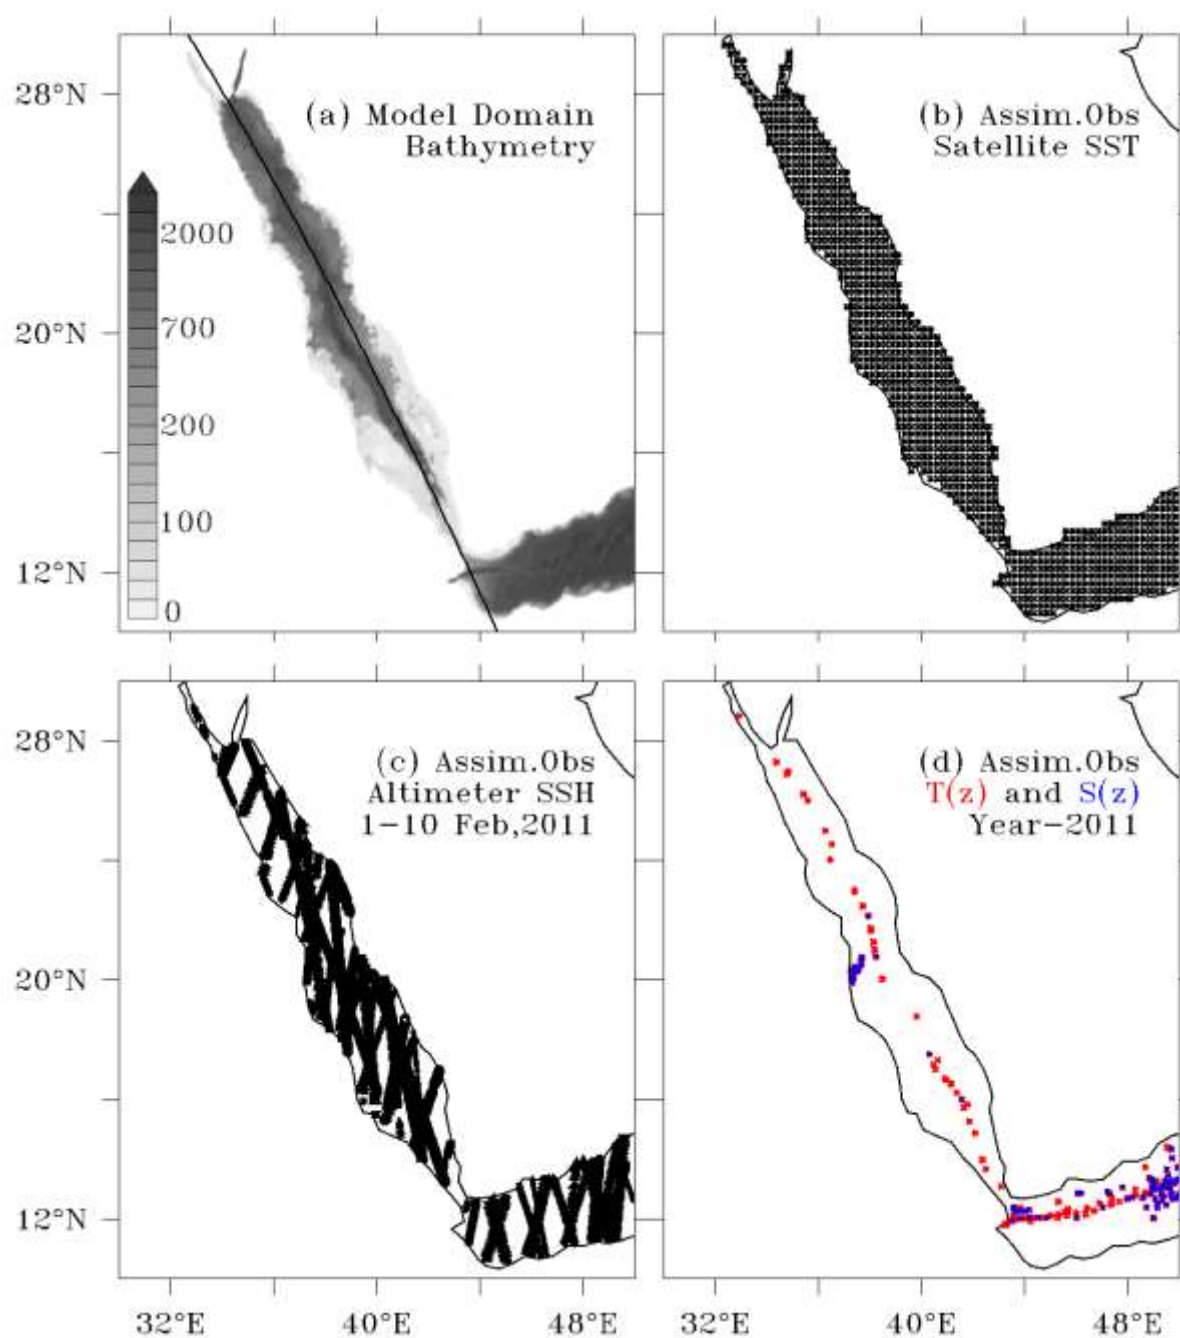 28°N
(a) Model Domain
Bathymetry
2000
700
200
100
0
20°N
12°N
(b) Assim.Obs
Satellite SST
28°N
20°N
12°N
(c) Assim.Obs
Altimeter SSH
1-10 Feb,2011
(d) Assim.Obs
T(z) and S(z)
Year-2011
32°E 40°E 48°E 32°E 40°E 48°E